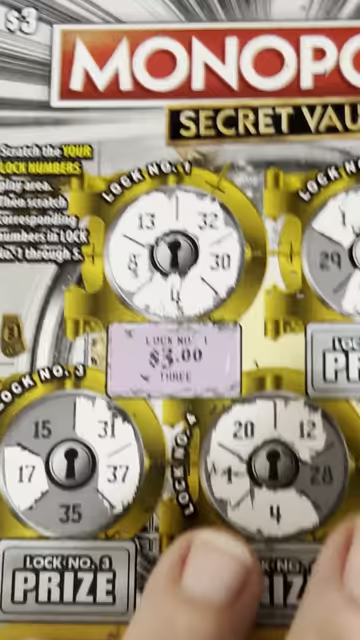 $3
MONOPO
SECRET VAU
Scratch the YOUR
LOCK NUMBERS
play area.
Then scratch
corresponding
numbers in LOCK
No. 1 through 5.
LOCK NO. 1
13 32
30
4
LOCK NO. 1
$3.00
THREE
LOCK NO
29
PR
LOCK NO. 3
15 31
17 37
35
LOCK NO. 3
PRIZE
LOCK NO. 4
20 12
28
4